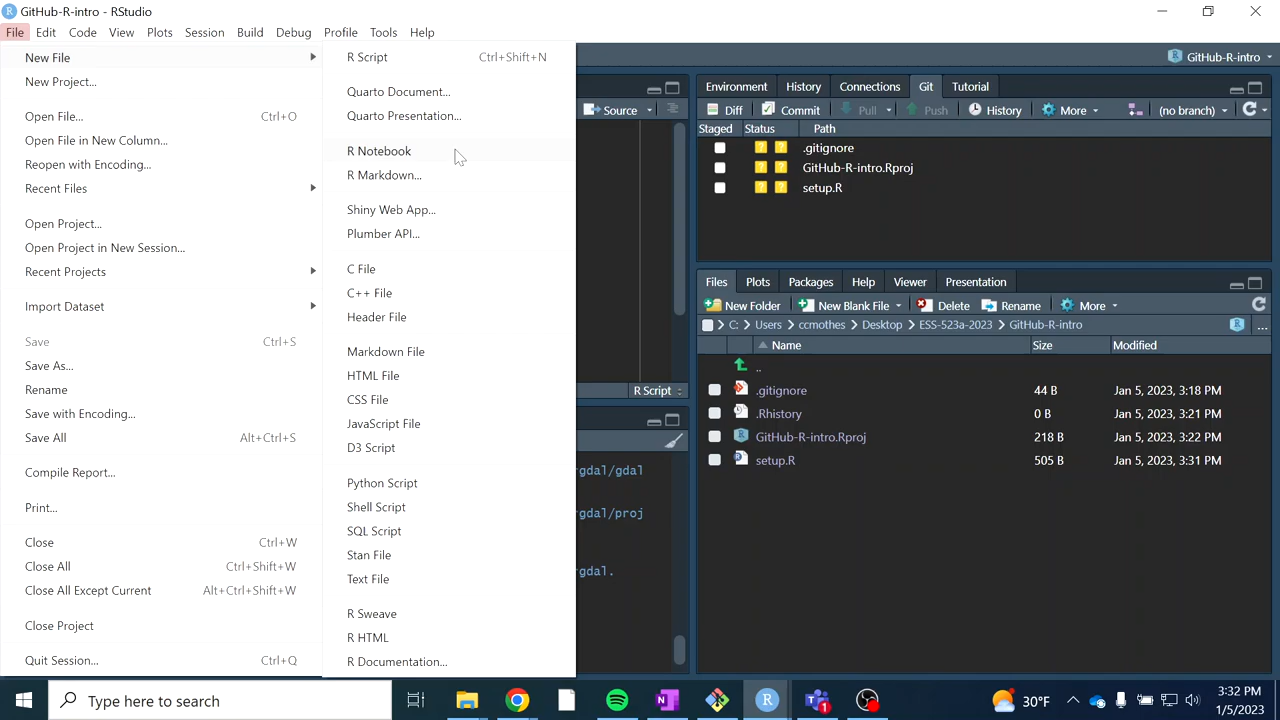 GitHub-R-intro - RStudio
File Edit Code View Plots Session Build Debug Profile Tools Help
New File
New Project...
Open File... Ctrl+O
Open File in New Column...
Reopen with Encoding...
Recent Files
Open Project...
Open Project in New Session...
Recent Projects
Import Dataset
Save Ctrl+S
Save As...
Rename
Save with Encoding...
Save All Alt+Ctrl+S
Compile Report...
Print...
Close Ctrl+W
Close All Ctrl+Shift+W
Close All Except Current Alt+Ctrl+Shift+W
Close Project
Quit Session... Ctrl+Q
R Script Ctrl+Shift+N
Quarto Document...
Quarto Presentation...
R Notebook
R Markdown...
Shiny Web App...
Plumber API...
C File
C++ File
Header File
Markdown File
HTML File
CSS File
JavaScript File
D3 Script
Python Script
Shell Script
SQL Script
Stan File
Text File
R Sweave
R HTML
R Documentation...
Source
R Script
rgdal/gdal
rgdal/proj
rgdal.
GitHub-R-intro
Environment History Connections Git Tutorial
Diff Commit Pull Push History More (no branch)
Staged Status Path
? ? .gitignore
? ? GitHub-R-intro.Rproj
? ? setup.R
Files Plots Packages Help Viewer Presentation
New Folder New Blank File Delete Rename More
C: Users ccmothes Desktop ESS-523a-2023 GitHub-R-intro ...
Name Size Modified
..
.gitignore 44 B Jan 5, 2023, 3:18 PM
.Rhistory 0 B Jan 5, 2023, 3:21 PM
GitHub-R-intro.Rproj 218 B Jan 5, 2023, 3:22 PM
setup.R 505 B Jan 5, 2023, 3:31 PM
Type here to search
30°F
3:32 PM
1/5/2023